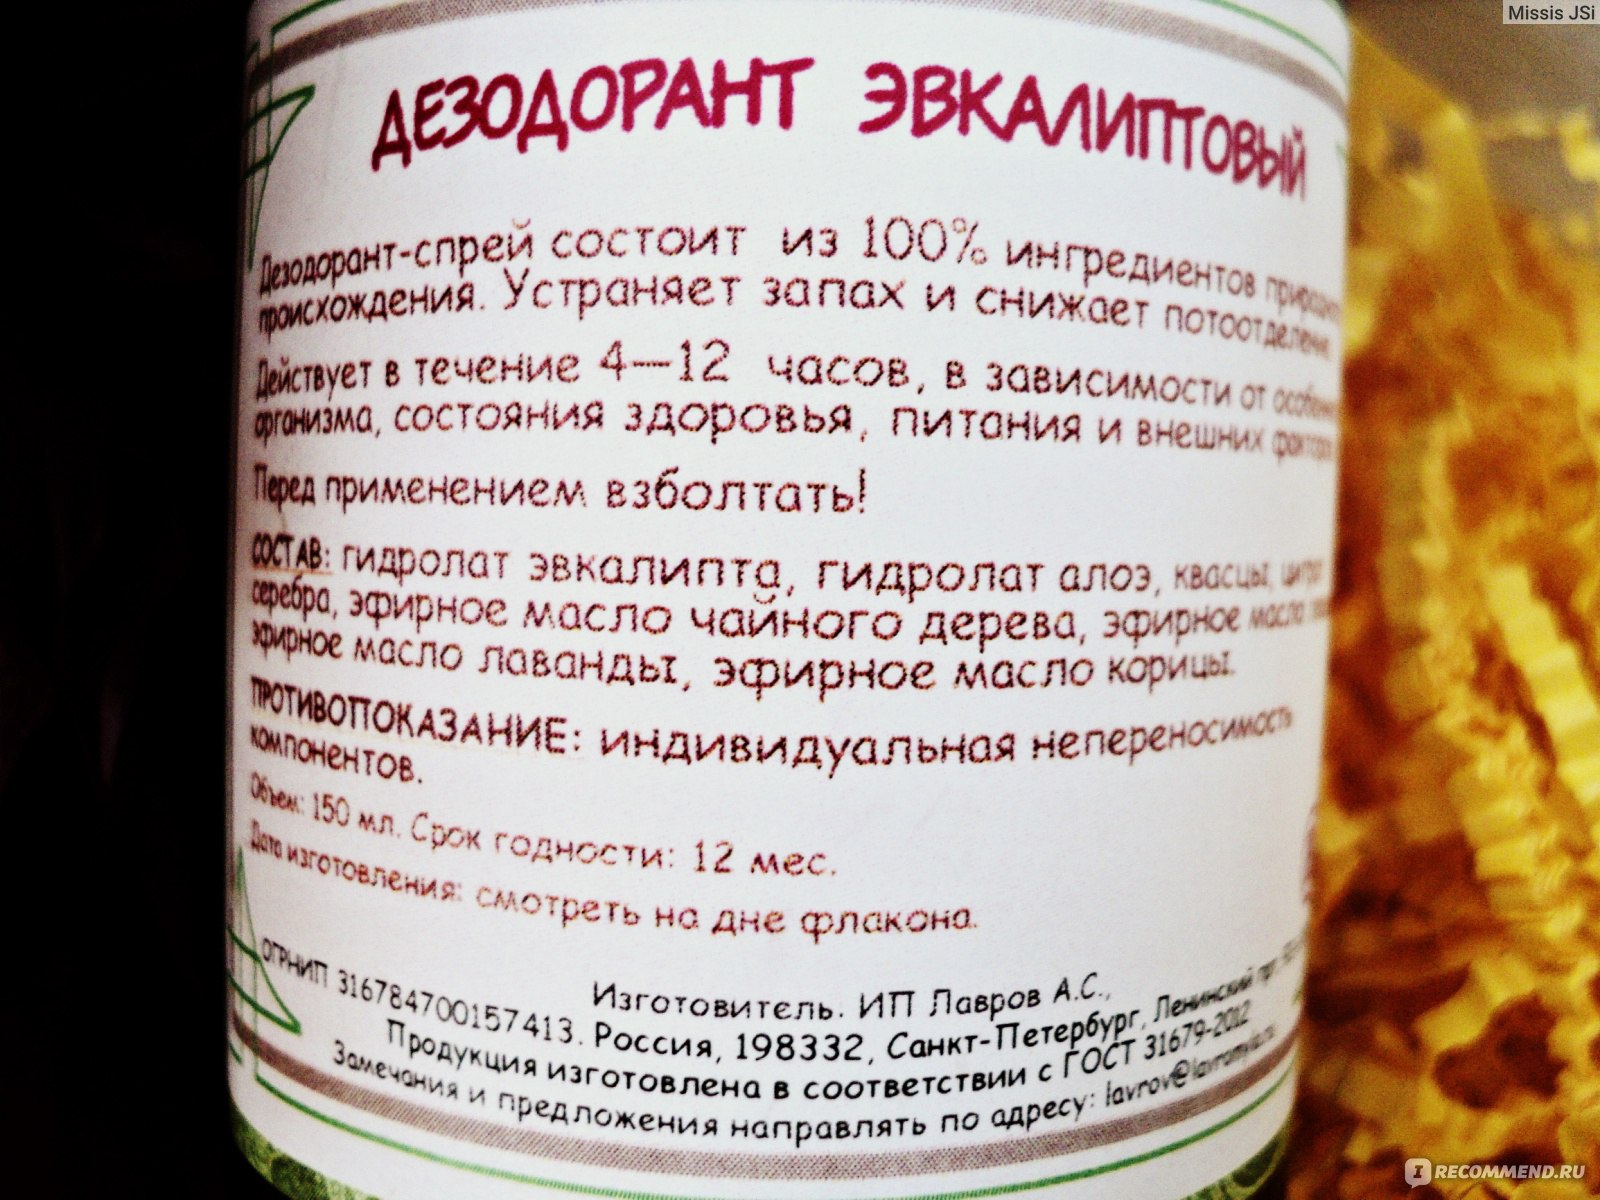 Missis JSi
ДЕЗОДОРАНТ ЭВКАЛИПТОВЫЙ
Дезодорант-спрей состоит из 100% ингредиентов
происхождения. Устраняет запах и снижает
Действует в течение 4—12 часов, в зависимости от
организма, состояния здоровья, питания и внешних
Перед применением взболтать!
СОСТАВ: гидролат эвкалипта, гидролат алоэ, квасцы,
серебра, эфирное масло чайного дерева, эфирное масло
эфирное масло лаванды, эфирное масло корицы.
ПРОТИВОПОКАЗАНИЕ: индивидуальная непереносимость
компонентов.
Объем: 150 мл. Срок годности: 12 мес.
Дата изготовления: смотреть на дне флакона.
Изготовитель. ИП Лавров А.С.,
ОГРНИП 316784700157413. Россия, 198332, Санкт-Петербург, Ленинский
Продукция изготовлена в соответствии с ГОСТ 31679-2012
Замечания и предложения направлять по адресу:
IRECOMMEND.RU